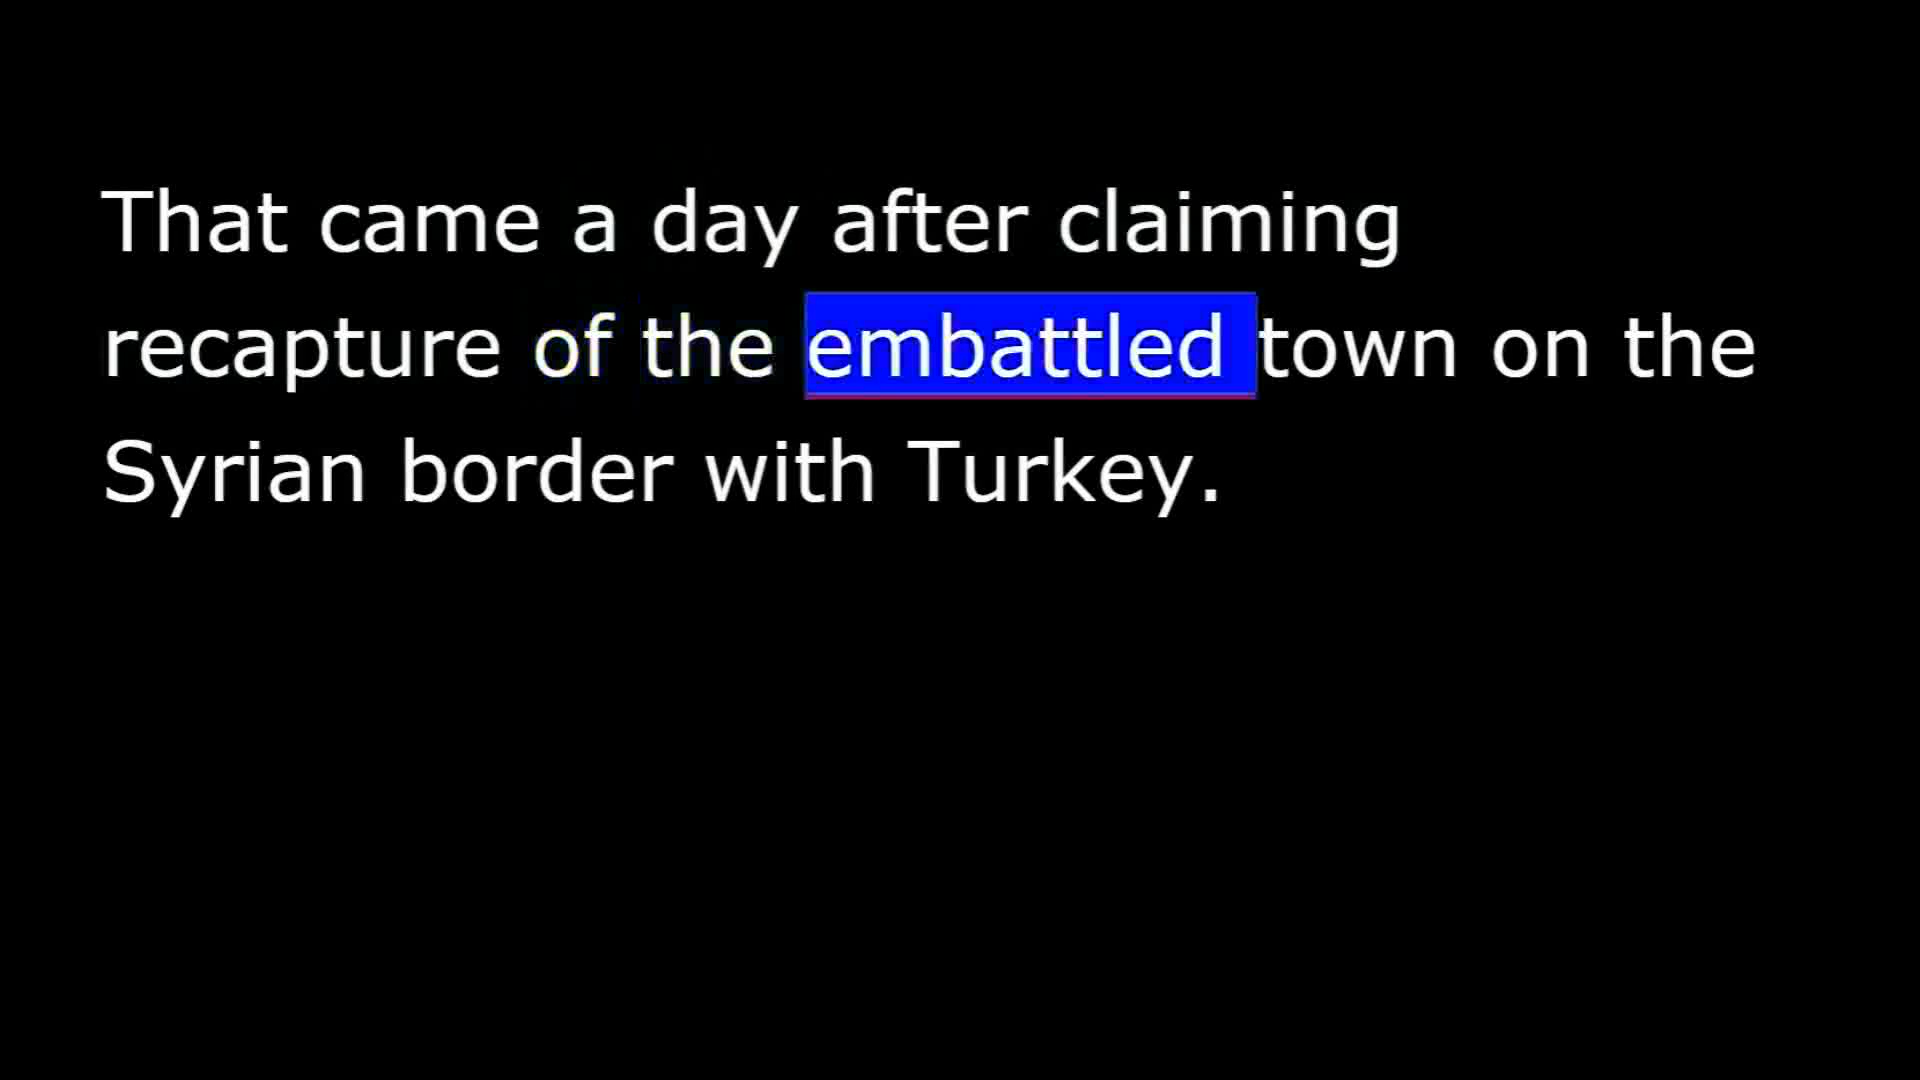 That came a day after claiming
recapture of the embattled town on the
Syrian border with Turkey.